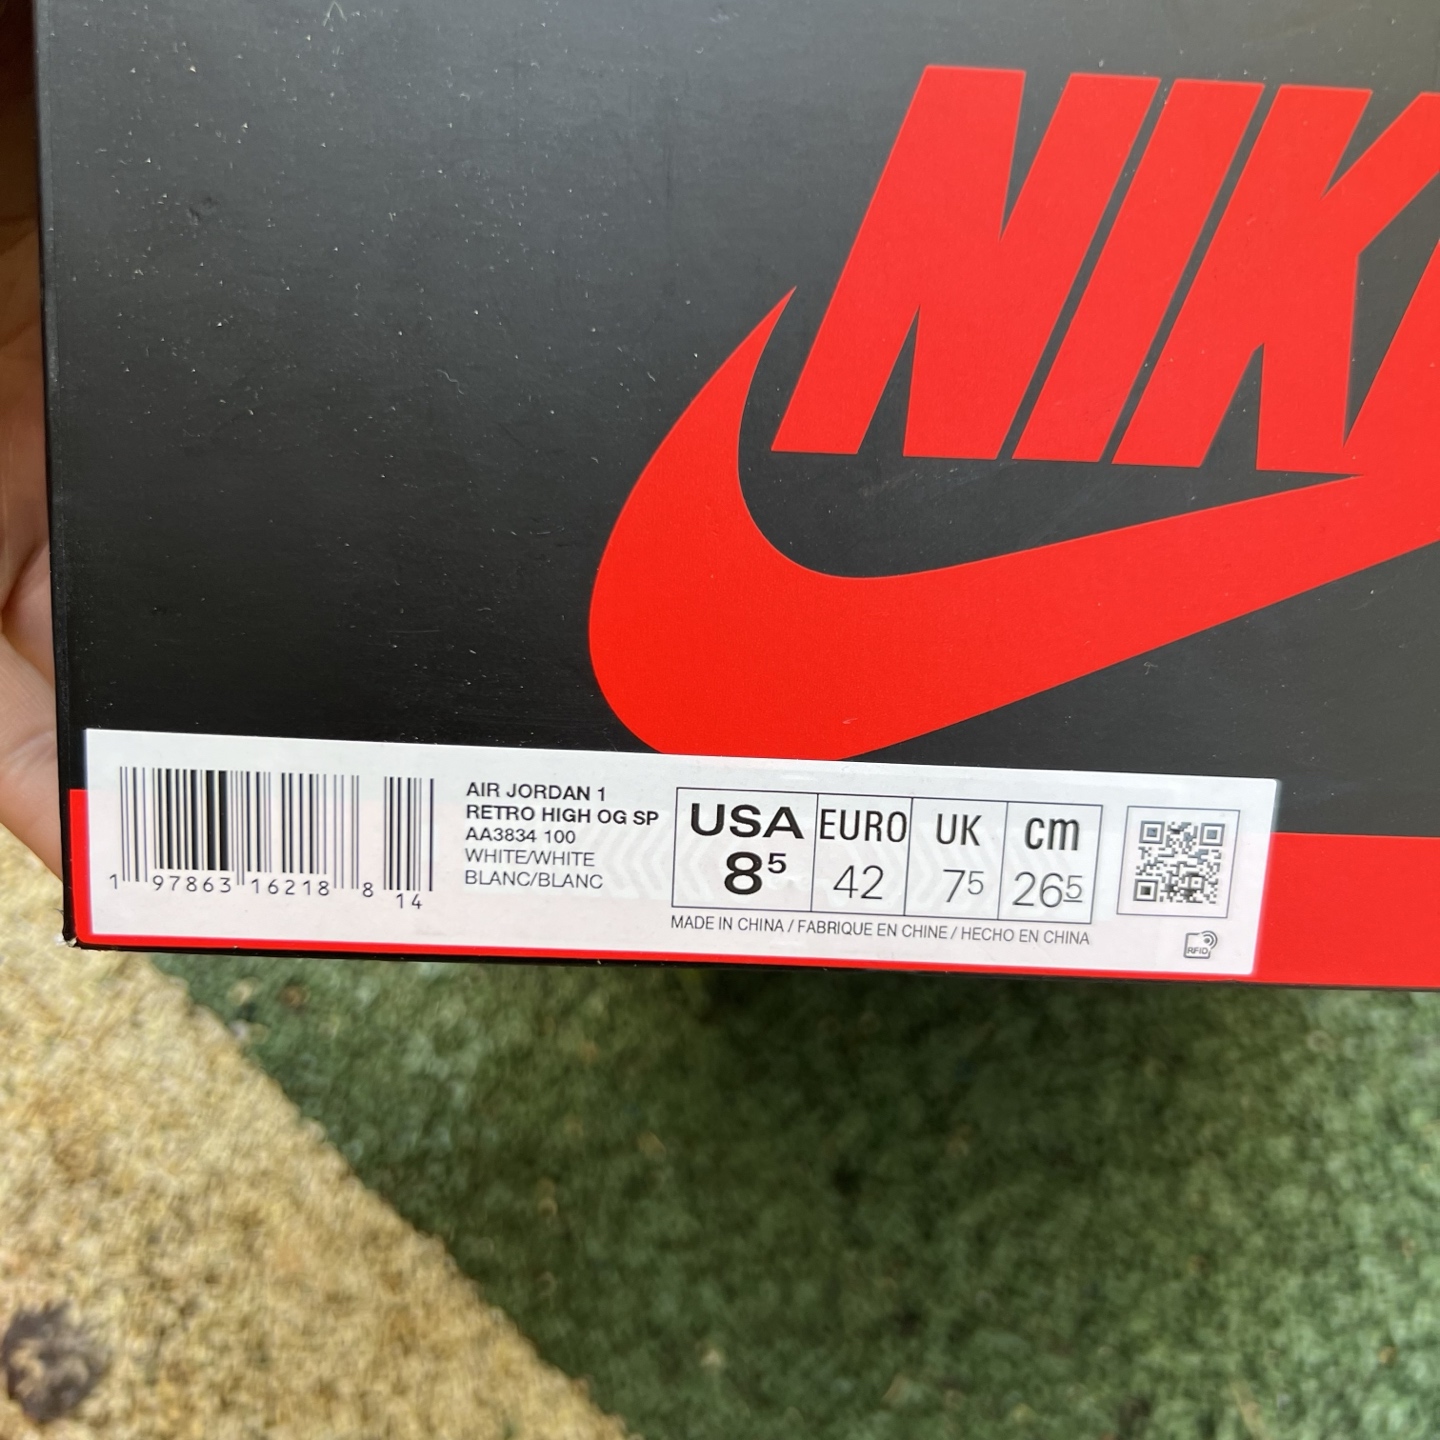 NIK
AIR JORDAN 1
RETRO HIGH OG SP
AA3834 100
WHITE/WHITE
BLANC/BLANC
1 97863 16218 8 14
USA EURO UK cm
8⁵ 42 7⁵ 26⁵
MADE IN CHINA / FABRIQUE EN CHINE / HECHO EN CHINA
RFID